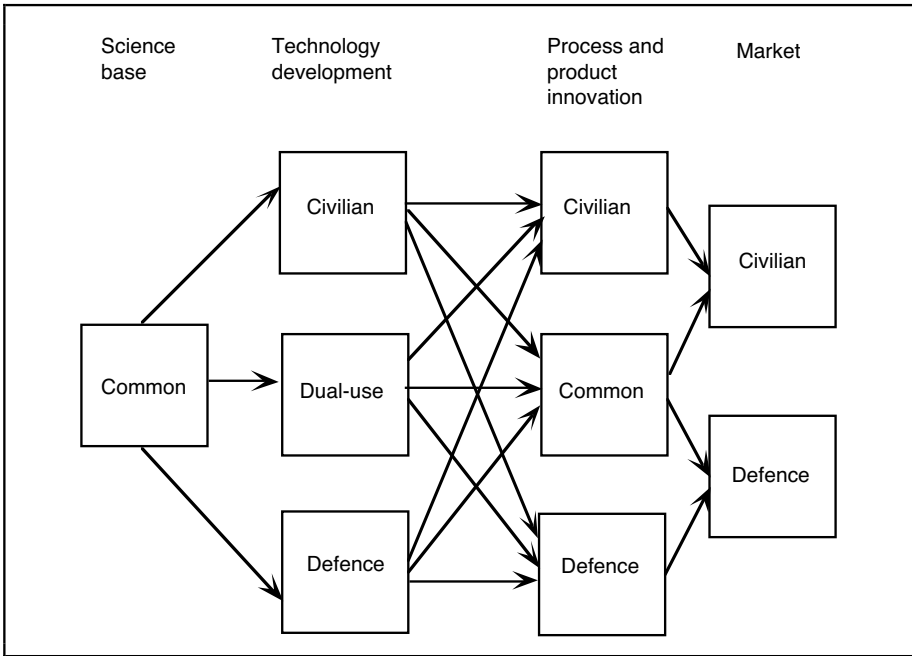 Science
base
Technology
development
Process and
product
innovation
Market
Civilian
Civilian
Civilian
Common
Dual-use
Common
Defence
Defence
Defence